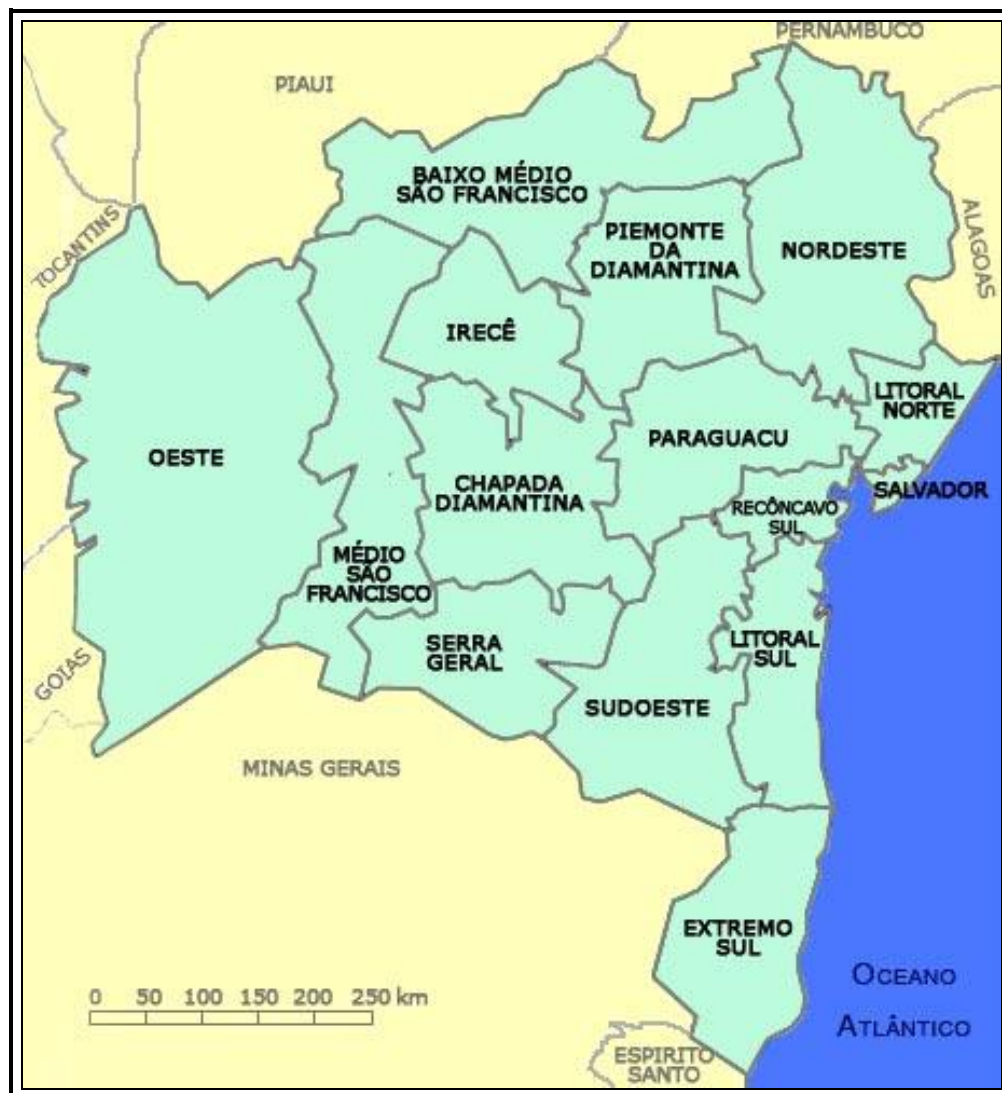 PERNAMBUCO
PIAUI
BAIXO MÉDIO
SÃO FRANCISCO
TOCANTINS
ALAGOAS
PIEMONTE
DA
DIAMANTINA
NORDESTE
IRECÊ
LITORAL
NORTE
OESTE
PARAGUACU
CHAPADA
DIAMANTINA
SALVADOR
RECÔNCAVO
SUL
MÉDIO
SÃO
FRANCISCO
SERRA
GERAL
LITORAL
SUL
GOIAS
SUDOESTE
MINAS GERAIS
EXTREMO
SUL
OCEANO
ATLÂNTICO
0 50 100 150 200 250 km
ESPIRITO
SANTO